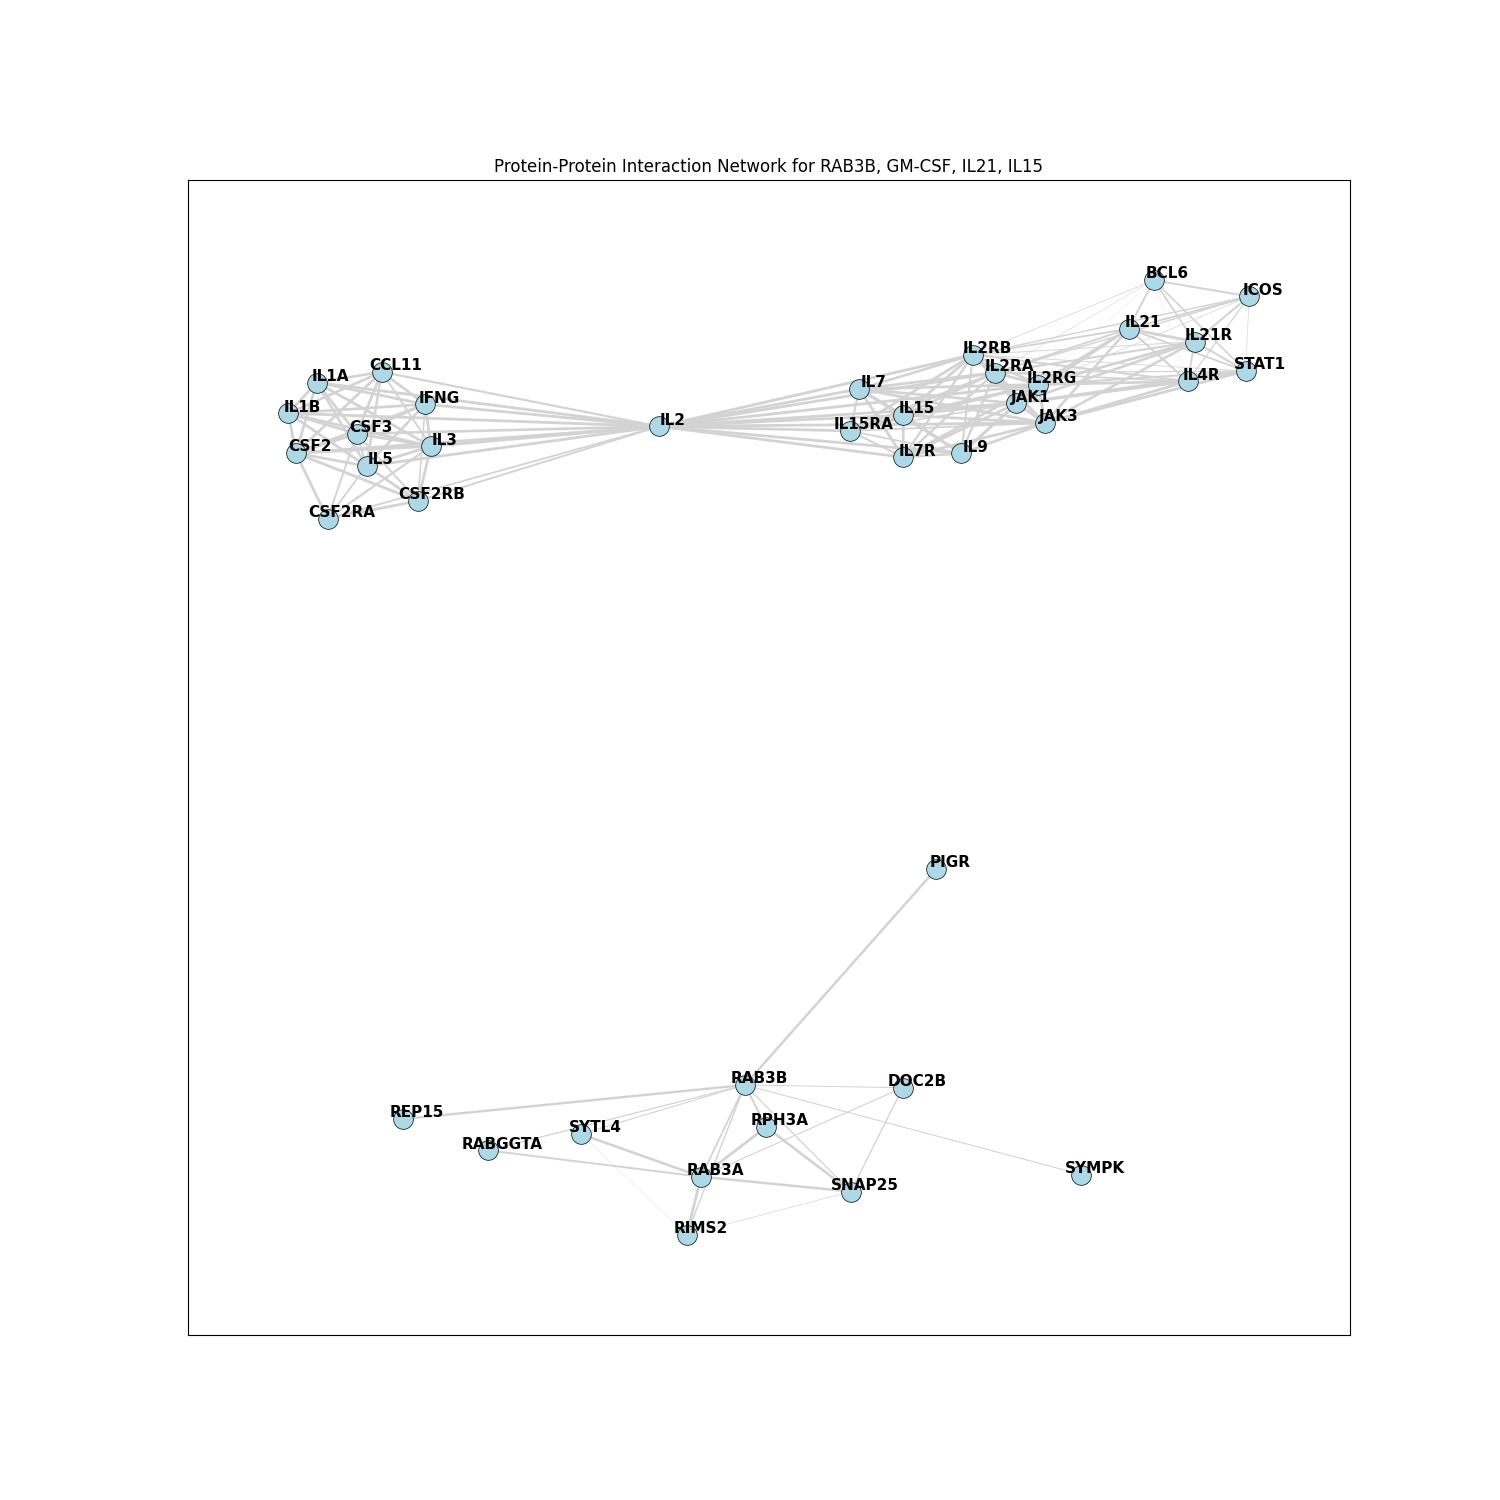 Protein-Protein Interaction Network for RAB3B, GM-CSF, IL21, IL15
BCL6
ICOS
IL21
IL21R
IL2RB
STAT1
CCL11
IL2RA
IL1A
IL4R
IL2RG
IL7
IFNG
JAK1
IL1B
IL15
JAK3
IL2
IL15RA
CSF3
IL3
CSF2
IL9
IL7R
IL5
CSF2RB
CSF2RA
PIGR
RAB3B
DOC2B
REP15
RPH3A
SYTL4
RABGGTA
SYMPK
RAB3A
SNAP25
RIMS2